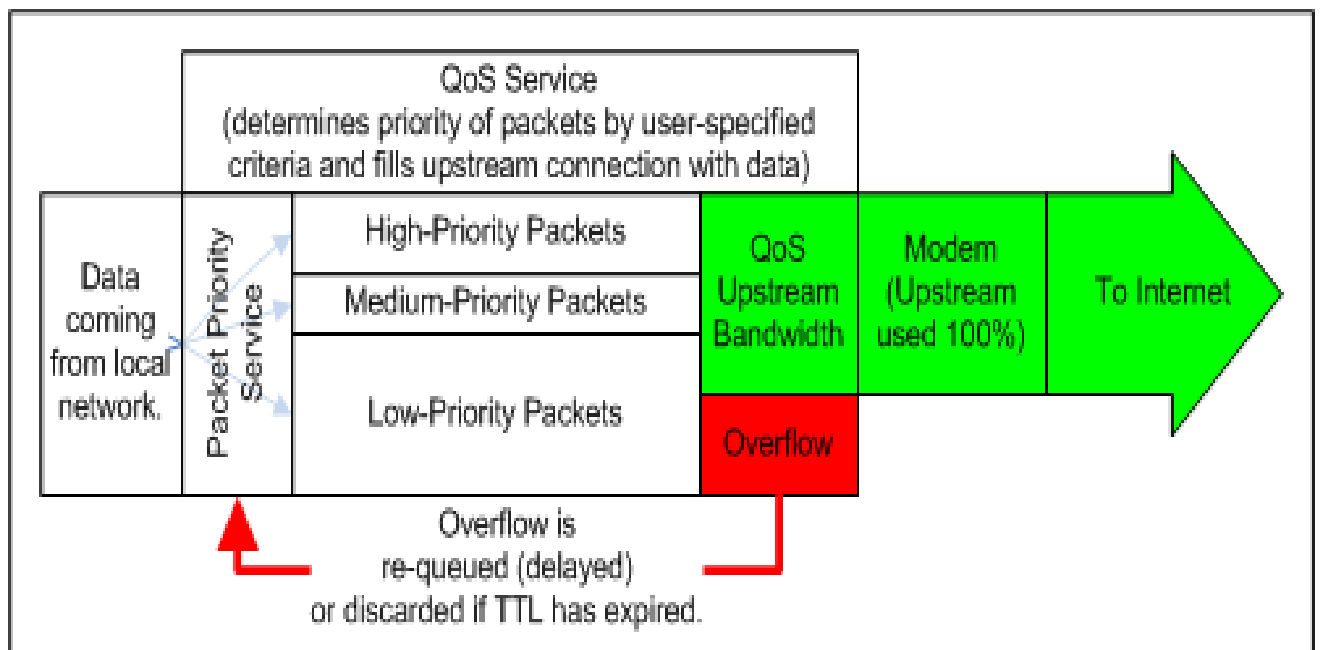 QoS Service
(determines priority of packets by user-specified
criteria and fills upstream connection with data)
Data
coming
from local
network.
Packet Priority
Service
High-Priority Packets
Medium-Priority Packets
Low-Priority Packets
QoS
Upstream
Bandwidth
Overflow
Modem
(Upstream
used 100%)
To Internet
Overflow is
re-queued (delayed)
or discarded if TTL has expired.